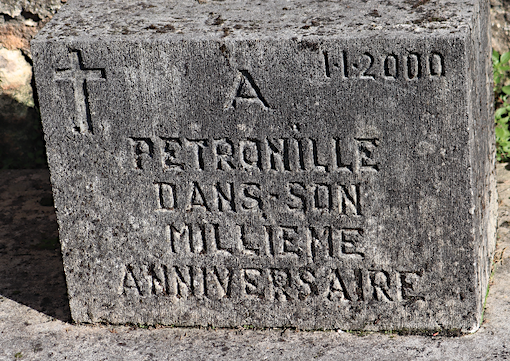 11·2000
A
PETRONILLE
DANS·SON
MILLIEME
ANNIVERSAIRE